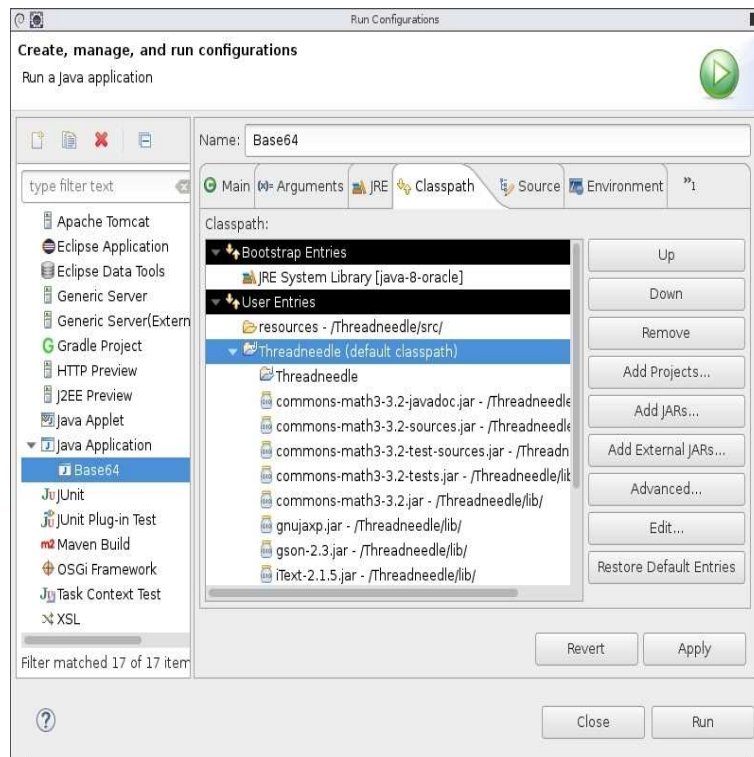 Run Configurations
Create, manage, and run configurations
Run a Java application
type filter text
Apache Tomcat
Eclipse Application
Eclipse Data Tools
Generic Server
Generic Server(Extern
Gradle Project
HTTP Preview
J2EE Preview
Java Applet
Java Application
Base64
JUnit
JUnit Plug-in Test
Maven Build
OSGi Framework
Task Context Test
XSL
Filter matched 17 of 17 item
Name: Base64
Main (x)= Arguments JRE Classpath Source Environment »1
Classpath:
Bootstrap Entries
JRE System Library [java-8-oracle]
User Entries
resources - /Threadneedle/src/
Threadneedle (default classpath)
Threadneedle
commons-math3-3.2-javadoc.jar - /Threadneedle
commons-math3-3.2-sources.jar - /Threadneedle
commons-math3-3.2-test-sources.jar - /Threadn
commons-math3-3.2-tests.jar - /Threadneedle/lib
commons-math3-3.2.jar - /Threadneedle/lib/
gnujaxp.jar - /Threadneedle/lib/
gson-2.3.jar - /Threadneedle/lib/
iText-2.1.5.jar - /Threadneedle/lib/
Up
Down
Remove
Add Projects...
Add JARs...
Add External JARs...
Advanced...
Edit...
Restore Default Entries
Revert
Apply
Close
Run